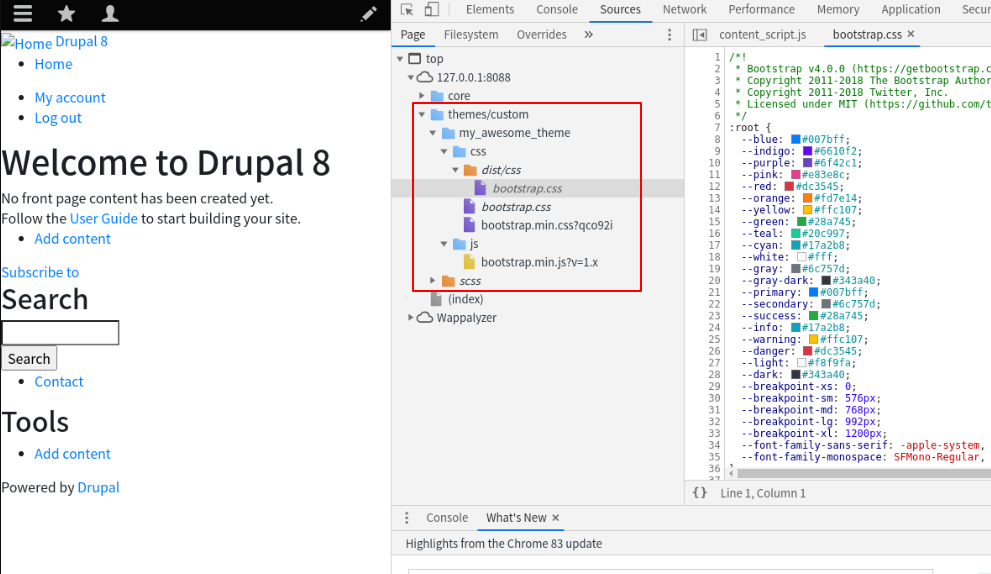 Home Drupal 8
Home
My account
Log out
Welcome to Drupal 8
No front page content has been created yet.
Follow the User Guide to start building your site.
Add content
Subscribe to
Search
Search
Contact
Tools
Add content
Powered by Drupal
Elements Console Sources Network Performance Memory Application Secur
Page Filesystem Overrides »
top
127.0.0.1:8088
core
themes/custom
my_awesome_theme
css
dist/css
bootstrap.css
bootstrap.css
bootstrap.min.css?qco92i
js
bootstrap.min.js?v=1.x
scss
(index)
Wappalyzer
content_script.js bootstrap.css ×
1 /*!
2 * Bootstrap v4.0.0 (https://getbootstrap.c
3 * Copyright 2011-2018 The Bootstrap Author
4 * Copyright 2011-2018 Twitter, Inc.
5 * Licensed under MIT (https://github.com/t
6 */
7 :root {
8 --blue: #007bff;
9 --indigo: #6610f2;
10 --purple: #6f42c1;
11 --pink: #e83e8c;
12 --red: #dc3545;
13 --orange: #fd7e14;
14 --yellow: #ffc107;
15 --green: #28a745;
16 --teal: #20c997;
17 --cyan: #17a2b8;
18 --white: #fff;
19 --gray: #6c757d;
20 --gray-dark: #343a40;
21 --primary: #007bff;
22 --secondary: #6c757d;
23 --success: #28a745;
24 --info: #17a2b8;
25 --warning: #ffc107;
26 --danger: #dc3545;
27 --light: #f8f9fa;
28 --dark: #343a40;
29 --breakpoint-xs: 0;
30 --breakpoint-sm: 576px;
31 --breakpoint-md: 768px;
32 --breakpoint-lg: 992px;
33 --breakpoint-xl: 1200px;
34 --font-family-sans-serif: -apple-system,
35 --font-family-monospace: SFMono-Regular,
36 }
37
{} Line 1, Column 1
Console What's New ×
Highlights from the Chrome 83 update